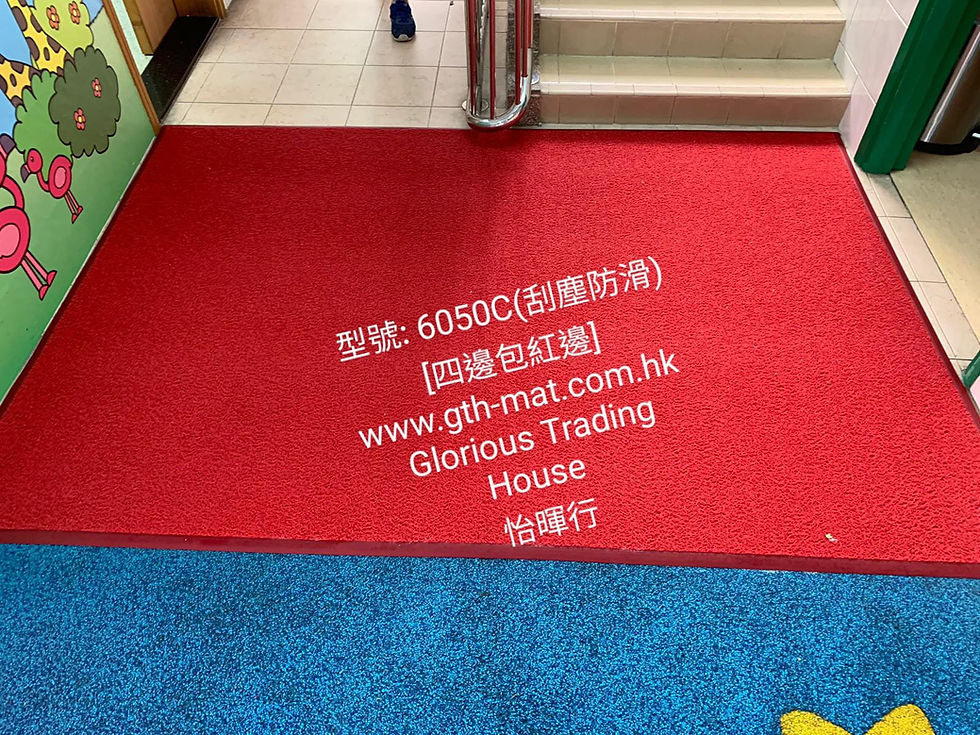 型號: 6050C(刮塵防滑)
[四邊包紅邊]
www.gth-mat.com.hk
Glorious Trading
House
怡暉行